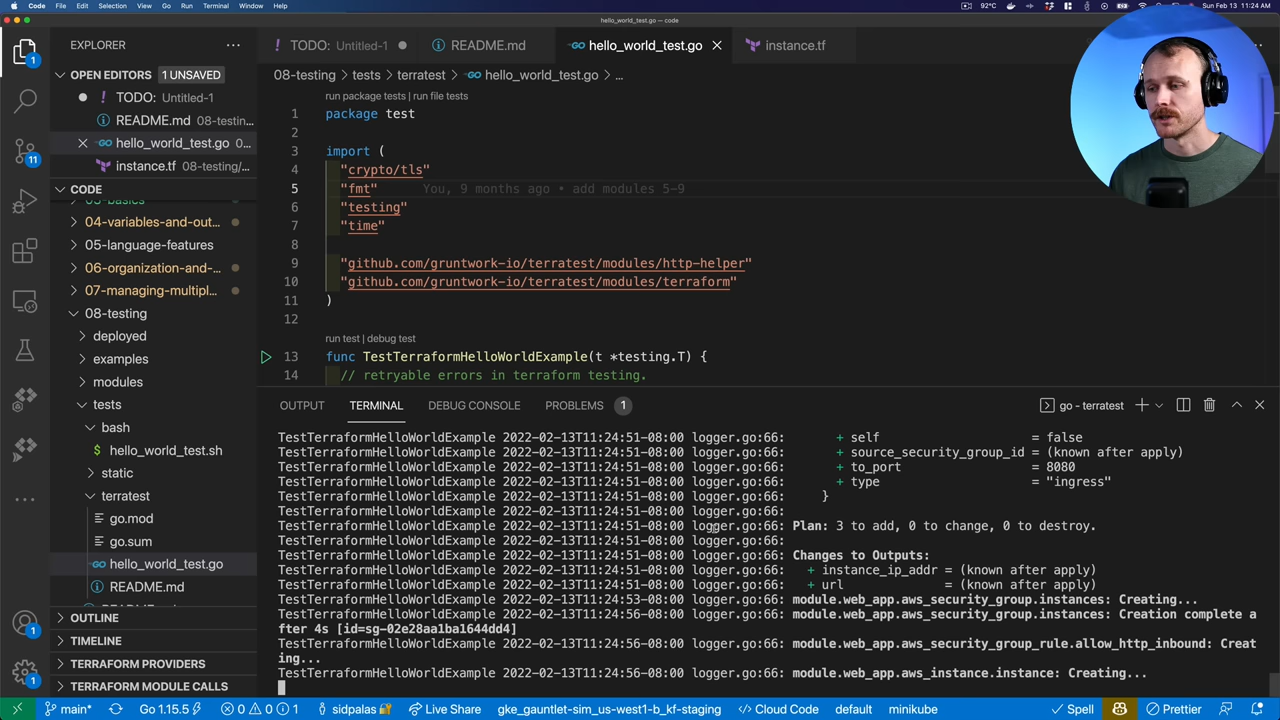 Code File Edit Selection View Go Run Terminal Window Help 92°C Sun Feb 13 11:24 AM
hello_world_test.go — code
EXPLORER
TODO: Untitled-1
README.md
hello_world_test.go
instance.tf
OPEN EDITORS 1 UNSAVED
08-testing > tests > terratest > hello_world_test.go > ...
TODO: Untitled-1
README.md 08-testin...
hello_world_test.go 0...
instance.tf 08-testing/...
CODE
03-basics
04-variables-and-out...
05-language-features
06-organization-and-...
07-managing-multipl...
08-testing
deployed
examples
modules
tests
bash
hello_world_test.sh
static
terratest
go.mod
go.sum
hello_world_test.go
README.md
OUTLINE
TIMELINE
TERRAFORM PROVIDERS
TERRAFORM MODULE CALLS
1
11
1
1
run package tests | run file tests
1 package test
2
3 import (
4 "crypto/tls"
5 "fmt" You, 9 months ago • add modules 5-9
6 "testing"
7 "time"
8
9 "github.com/gruntwork-io/terratest/modules/http-helper"
10 "github.com/gruntwork-io/terratest/modules/terraform"
11 )
12
run test | debug test
13 func TestTerraformHelloWorldExample(t *testing.T) {
14 // retryable errors in terraform testing.
OUTPUT TERMINAL DEBUG CONSOLE PROBLEMS 1 go - terratest
TestTerraformHelloWorldExample 2022-02-13T11:24:51-08:00 logger.go:66: + self = false
TestTerraformHelloWorldExample 2022-02-13T11:24:51-08:00 logger.go:66: + source_security_group_id = (known after apply)
TestTerraformHelloWorldExample 2022-02-13T11:24:51-08:00 logger.go:66: + to_port = 8080
TestTerraformHelloWorldExample 2022-02-13T11:24:51-08:00 logger.go:66: + type = "ingress"
TestTerraformHelloWorldExample 2022-02-13T11:24:51-08:00 logger.go:66: }
TestTerraformHelloWorldExample 2022-02-13T11:24:51-08:00 logger.go:66:
TestTerraformHelloWorldExample 2022-02-13T11:24:51-08:00 logger.go:66: Plan: 3 to add, 0 to change, 0 to destroy.
TestTerraformHelloWorldExample 2022-02-13T11:24:51-08:00 logger.go:66:
TestTerraformHelloWorldExample 2022-02-13T11:24:51-08:00 logger.go:66: Changes to Outputs:
TestTerraformHelloWorldExample 2022-02-13T11:24:51-08:00 logger.go:66: + instance_ip_addr = (known after apply)
TestTerraformHelloWorldExample 2022-02-13T11:24:51-08:00 logger.go:66: + url = (known after apply)
TestTerraformHelloWorldExample 2022-02-13T11:24:53-08:00 logger.go:66: module.web_app.aws_security_group.instances: Creating...
TestTerraformHelloWorldExample 2022-02-13T11:24:56-08:00 logger.go:66: module.web_app.aws_security_group.instances: Creation complete a
fter 4s [id=sg-02e28aa1ba1644dd4]
TestTerraformHelloWorldExample 2022-02-13T11:24:56-08:00 logger.go:66: module.web_app.aws_security_group_rule.allow_http_inbound: Creat
ing...
TestTerraformHelloWorldExample 2022-02-13T11:24:56-08:00 logger.go:66: module.web_app.aws_instance.instance: Creating...
main* Go 1.15.5 0 0 1 sidpalas Live Share gke_gauntlet-sim_us-west1-b_kf-staging Cloud Code default minikube Spell Prettier